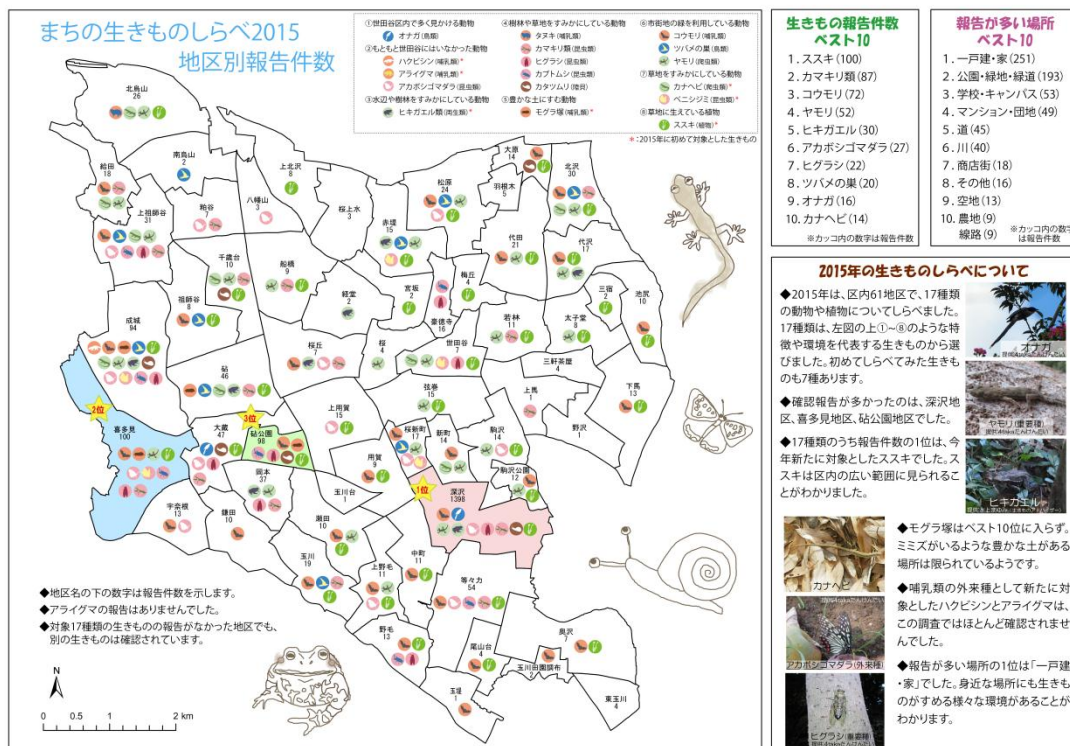 まちの生きものしらべ2015
地区別報告件数
①世田谷区内で多く見かける動物
オナガ(鳥類)
②もともと世田谷にはいなかった動物
ハクビシン(哺乳類)*
アライグマ(哺乳類)*
アカボシゴマダラ(昆虫類)
③水辺や樹林をすみかにしている動物
ヒキガエル類(両生類)*
④樹林や草地をすみかにしている動物
タヌキ(哺乳類)
カマキリ類(昆虫類)
ヒグラシ(昆虫類)
カブトムシ(昆虫類)
カタツムリ(陸貝)
⑤豊かな土にすむ動物
モグラ塚(哺乳類)*
⑥市街地の緑を利用している動物
コウモリ(哺乳類)
ツバメの巣(鳥類)
ヤモリ(爬虫類)
⑦草地をすみかにしている動物
カナヘビ(爬虫類)*
ベニシジミ(昆虫類)*
⑧草地に生えている植物
ススキ(植物)*
*:2015年に初めて対象とした生きもの
北烏山
26
南烏山
2
給田
18
上北沢
8
上祖師谷
31
粕谷
7
八幡山
3
桜上水
3
松原
24
大原
14
羽根木
5
北沢
30
赤堤
15
代田
21
代沢
17
千歳台
10
船橋
9
経堂
2
宮坂
2
梅丘
4
豪徳寺
16
三宿
2
池尻
10
祖師谷
8
成城
94
若林
11
太子堂
8
世田谷
7
桜
4
桜丘
7
砧
46
三軒茶屋
4
弦巻
15
上馬
1
下馬
13
野沢
1
上用賀
15
2位
喜多見
100
3位
大蔵
47
砧公園
98
桜新町
17
新町
14
駒沢
14
駒沢公園
12
用賀
9
岡本
37
1位
深沢
1398
玉川台
1
宇奈根
13
鎌田
10
瀬田
10
玉川
19
上野毛
11
中町
11
等々力
54
野毛
13
尾山台
4
奥沢
7
玉川田園調布
2
東玉川
4
玉堤
1
◆地区名の下の数字は報告件数を示します。
◆アライグマの報告はありませんでした。
◆対象17種類の生きものの報告がなかった地区でも、
別の生きものは確認されています。
N
0 0.5 1 2 km
生きもの報告件数
ベスト10
1. ススキ(100)
2. カマキリ類(87)
3. コウモリ(72)
4. ヤモリ(52)
5. ヒキガエル(30)
6. アカボシゴマダラ(27)
7. ヒグラシ(22)
8. ツバメの巣(20)
9. オナガ(16)
10. カナヘビ(14)
※カッコ内の数字は報告件数
報告が多い場所
ベスト10
1. 一戸建・家(251)
2. 公園・緑地・緑道(193)
3. 学校・キャンパス(53)
4. マンション・団地(49)
5. 道(45)
6. 川(40)
7. 商店街(18)
8. その他(16)
9. 空地(13)
10. 農地(9)
線路(9)
※カッコ内の数字
は報告件数
2015年の生きものしらべについて
◆2015年は、区内61地区で、17種類
の動物や植物についてしらべました。
17種類は、左図の上①~⑧のような特
徴や環境を代表する生きものから選
びました。初めてしらべてみた生きも
のも7種あります。
◆確認報告が多かったのは、深沢地
区、喜多見地区、砧公園地区でした。
◆17種類のうち報告件数の1位は、今
年新たに対象としたススキでした。ス
スキは区内の広い範囲に見られるこ
とがわかりました。
オナガ
ヤモリ(重要種)
ヒキガエル
カナヘビ
アカボシゴマダラ(外来種)
ヒグラシ(重要種)
◆モグラ塚はベスト10位に入らず。
ミミズがいるような豊かな土がある
場所は限られているようです。
◆哺乳類の外来種として新たに対
象としたハクビシンとアライグマは、
この調査ではほとんど確認されませ
んでした。
◆報告が多い場所の1位は「一戸建
・家」でした。身近な場所にも生きも
のがすめる様々な環境があることが
わかります。